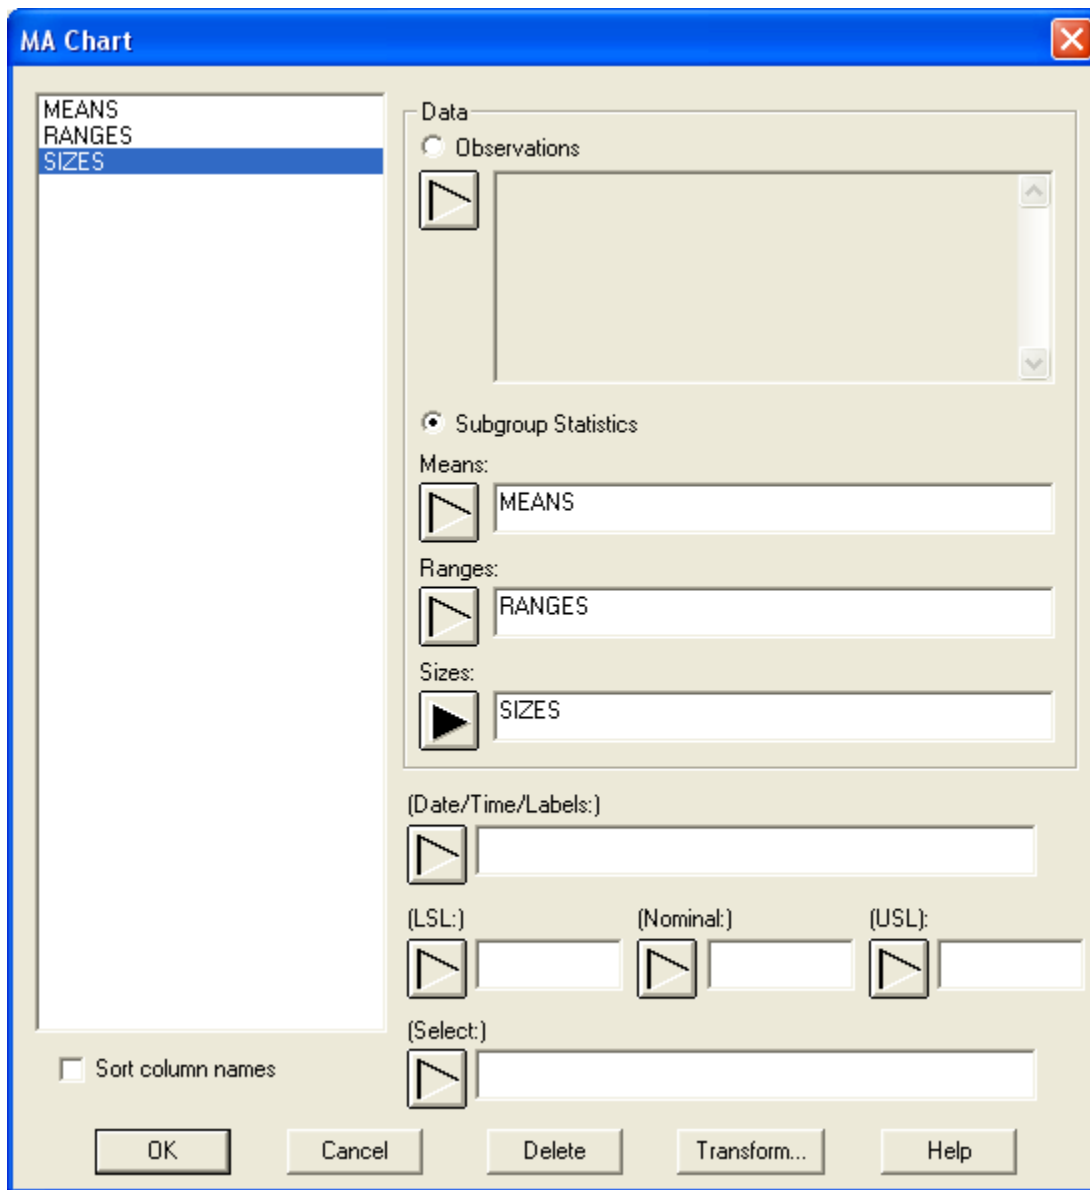 MA Chart
MEANS
RANGES
SIZES
Sort column names
Data
Observations
Subgroup Statistics
Means:
MEANS
Ranges:
RANGES
Sizes:
SIZES
(Date/Time/Labels:)
(LSL:) (Nominal:) (USL):
(Select:)
OK Cancel Delete Transform... Help